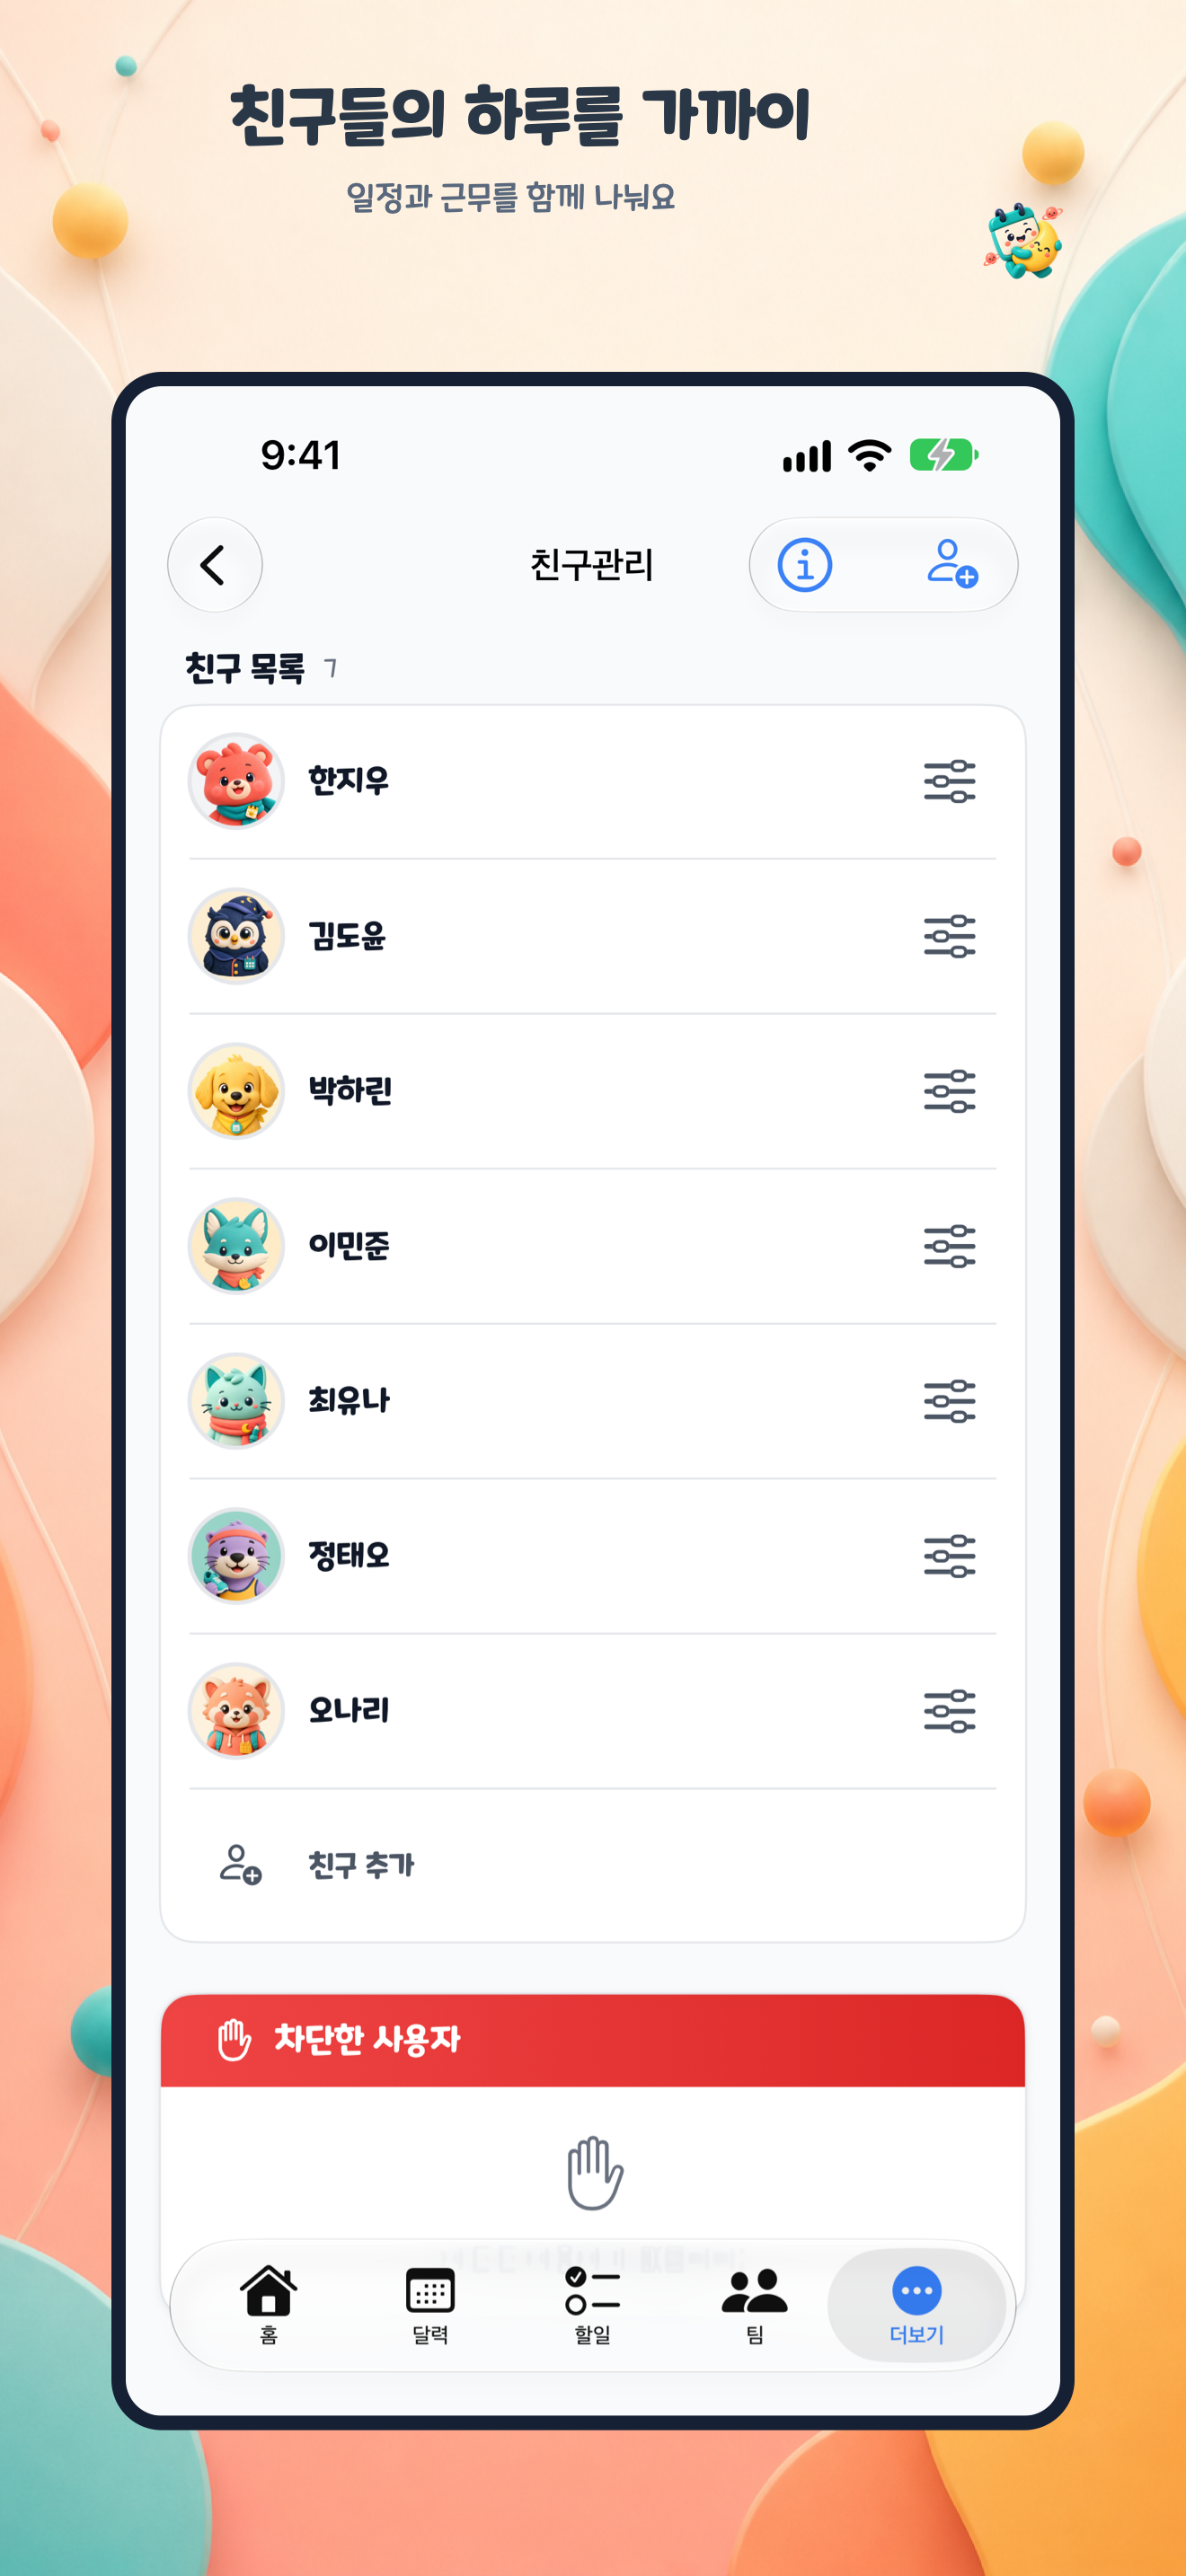 친구들의 하루를 가까이
일정과 근무를 함께 나눠요
9:41
친구관리
친구 목록 7
한지우
김도윤
박하린
이민준
최유나
정태오
오나리
친구 추가
차단한 사용자
홈 달력 할일 팀 더보기